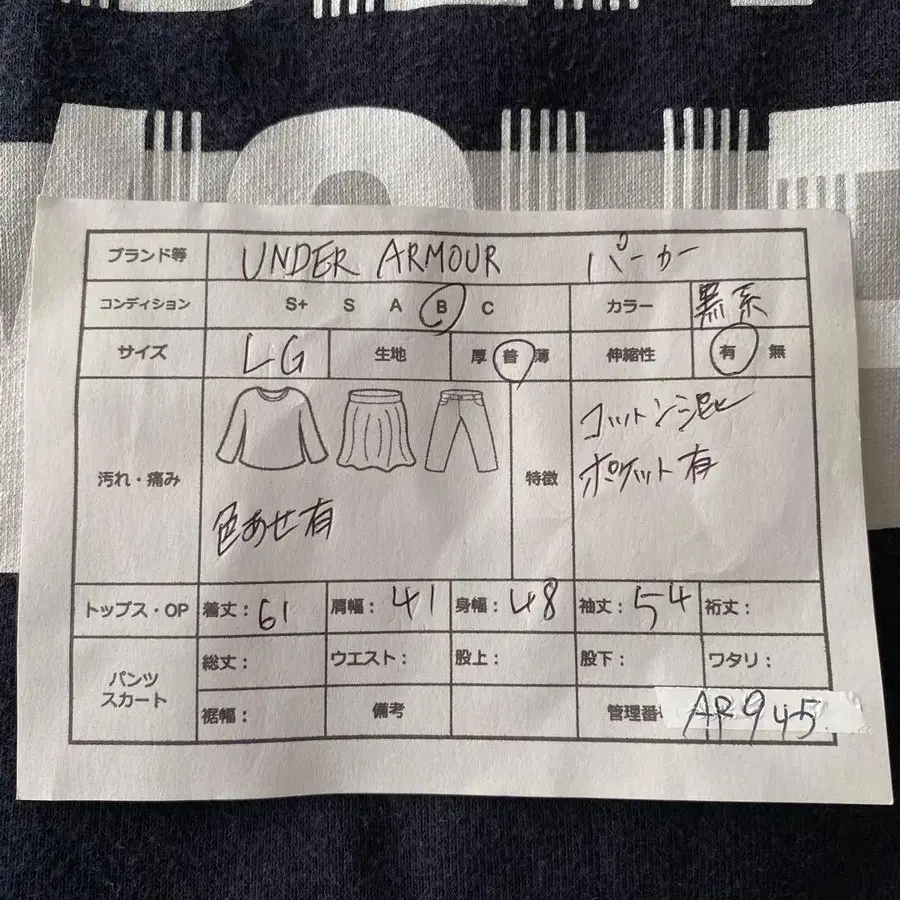 ブランド等 UNDER ARMOUR パーカー
コンディション S+ S A B C カラー 黒系
サイズ LG 生地 厚 普 薄 伸縮性 有 無
汚れ・痛み 色あせ有 特徴 コットン混
ポケット有
トップス・OP 着丈：61 肩幅：41 身幅：48 袖丈：54 裄丈：
パンツ スカート 総丈： ウエスト： 股上： 股下： ワタリ：
裾幅： 備考 管理番 AR945